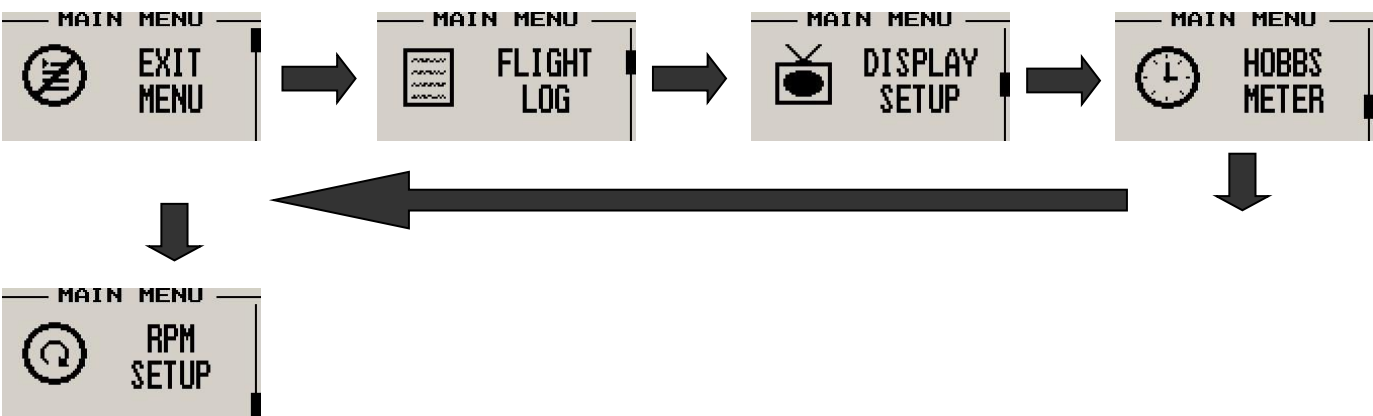 MAIN MENU
EXIT
MENU
MAIN MENU
FLIGHT
LOG
MAIN MENU
DISPLAY
SETUP
MAIN MENU
HOBBS
METER
MAIN MENU
RPM
SETUP